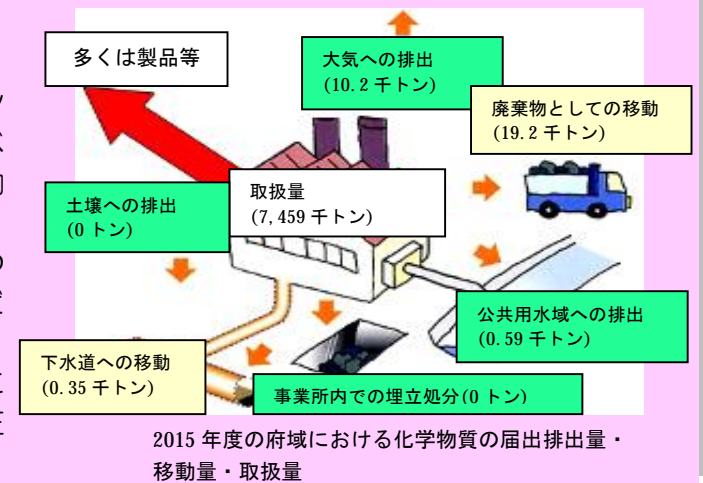 多くは製品等
大気への排出
(10.2 千トン)
廃棄物としての移動
(19.2 千トン)
土壌への排出
(0 トン)
取扱量
(7,459 千トン)
公共用水域への排出
(0.59 千トン)
下水道への移動
(0.35 千トン)
事業所内での埋立処分(0 トン)
2015 年度の府域における化学物質の届出排出量・
移動量・取扱量